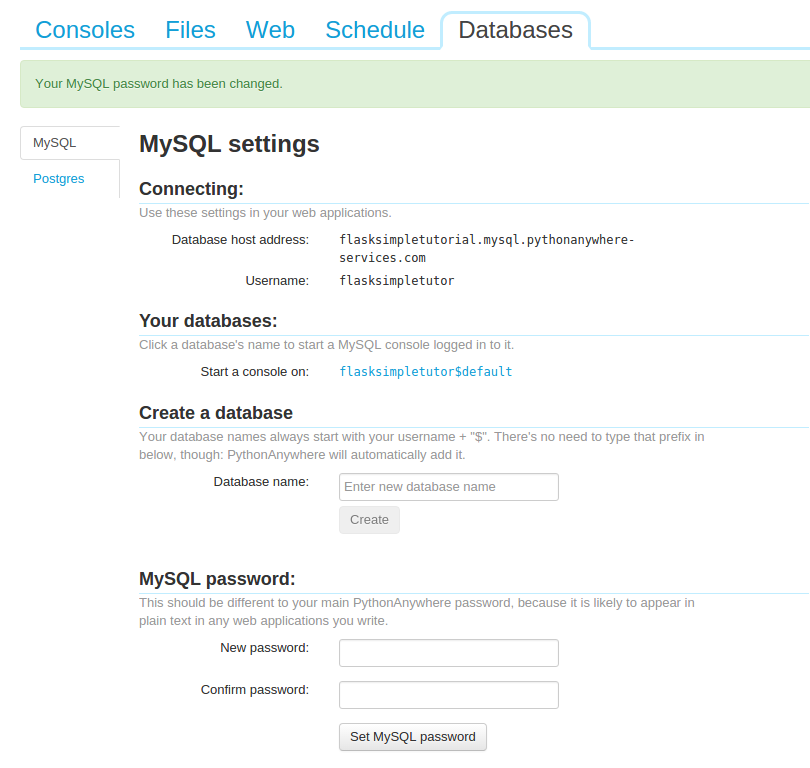 Consoles Files Web Schedule Databases
Your MySQL password has been changed.
MySQL
Postgres
MySQL settings
Connecting:
Use these settings in your web applications.
Database host address: flasksimpletutorial.mysql.pythonanywhere-
services.com
Username: flasksimpletutor
Your databases:
Click a database's name to start a MySQL console logged in to it.
Start a console on: flasksimpletutor$default
Create a database
Your database names always start with your username + "$". There's no need to type that prefix in
below, though: PythonAnywhere will automatically add it.
Database name: Enter new database name
Create
MySQL password:
This should be different to your main PythonAnywhere password, because it is likely to appear in
plain text in any web applications you write.
New password:
Confirm password:
Set MySQL password